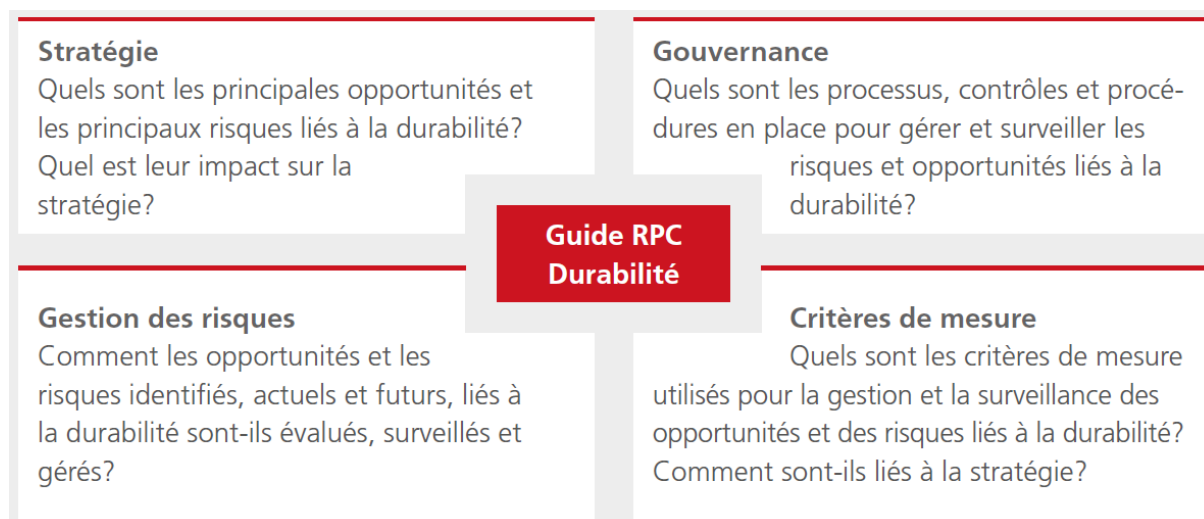 Stratégie
Quels sont les principales opportunités et
les principaux risques liés à la durabilité?
Quel est leur impact sur la
stratégie?
Gouvernance
Quels sont les processus, contrôles et procé-
dures en place pour gérer et surveiller les
risques et opportunités liés à la
durabilité?
Guide RPC
Durabilité
Gestion des risques
Comment les opportunités et les
risques identifiés, actuels et futurs, liés à
la durabilité sont-ils évalués, surveillés et
gérés?
Critères de mesure
Quels sont les critères de mesure
utilisés pour la gestion et la surveillance des
opportunités et des risques liés à la durabilité?
Comment sont-ils liés à la stratégie?